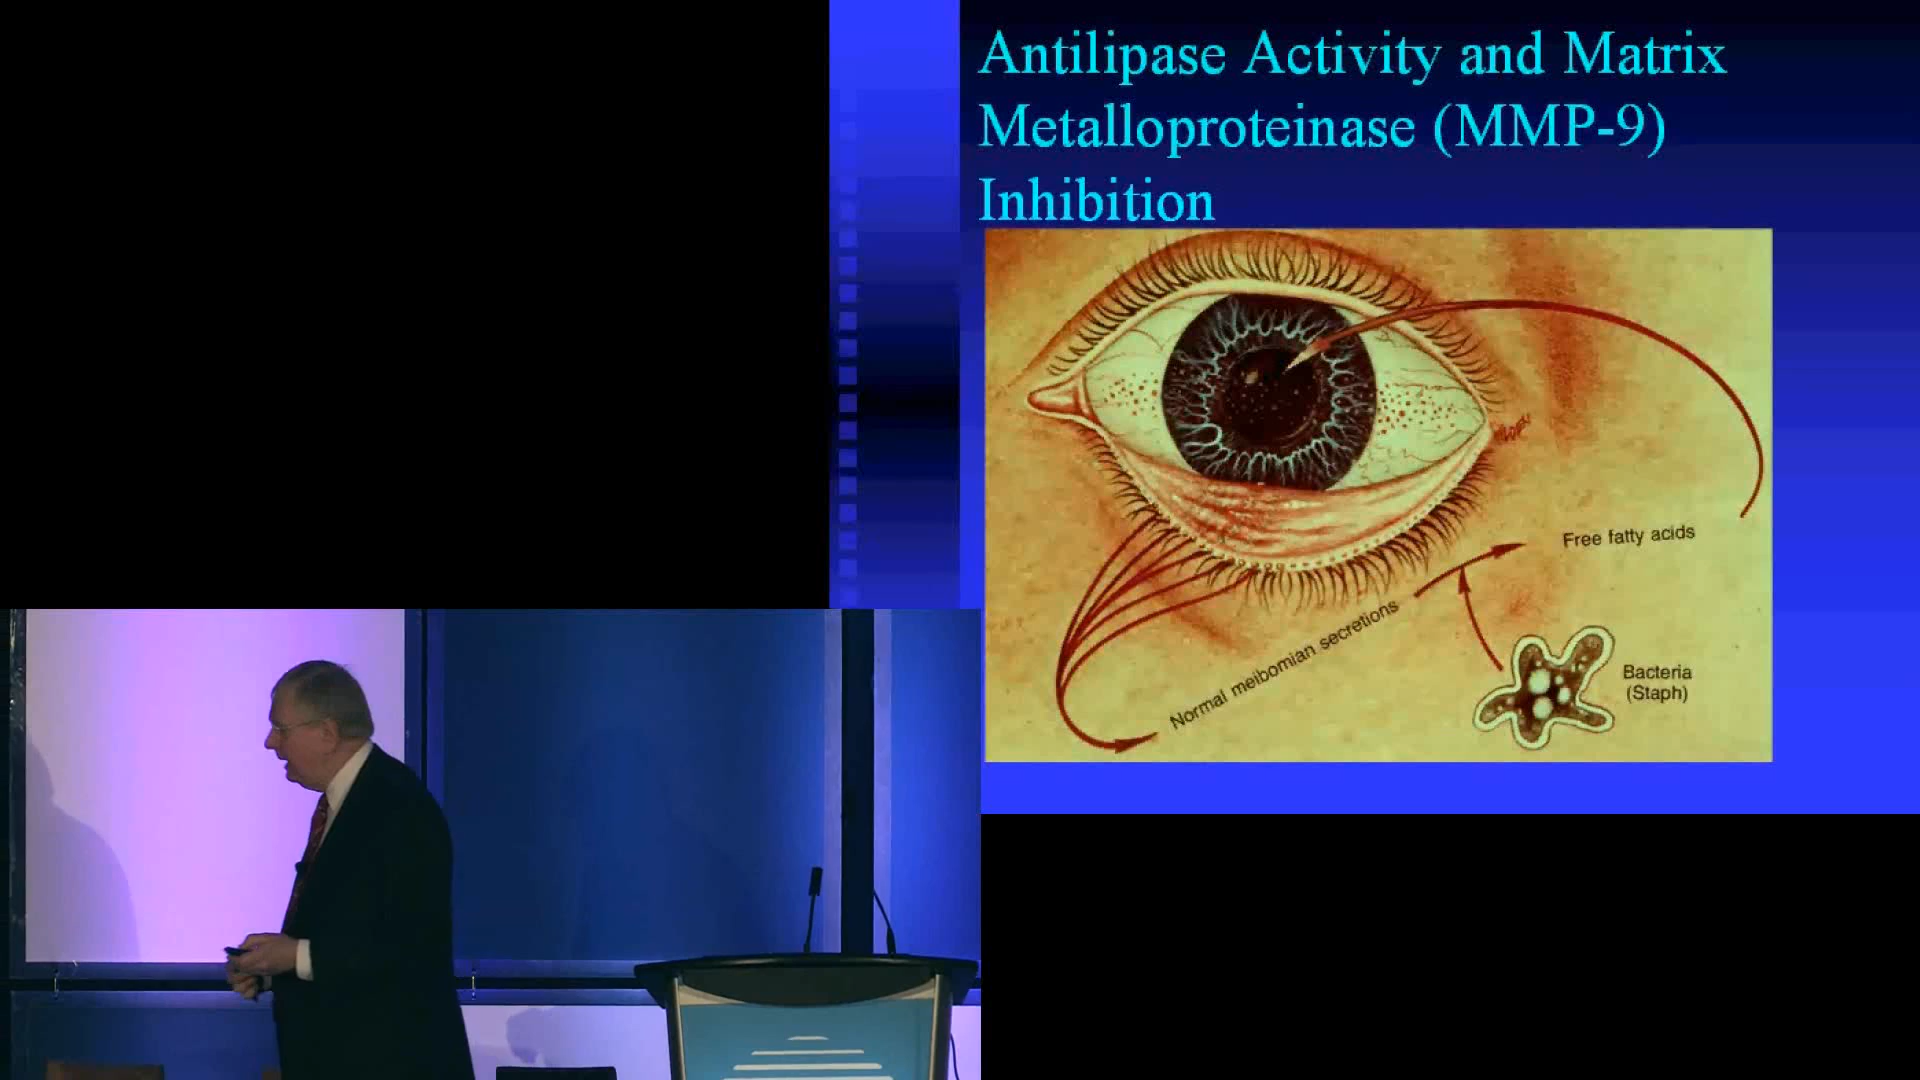 Antilipase Activity and Matrix
Metalloproteinase (MMP-9)
Inhibition
Free fatty acids
Normal meibomian secretions
Bacteria
(Staph)